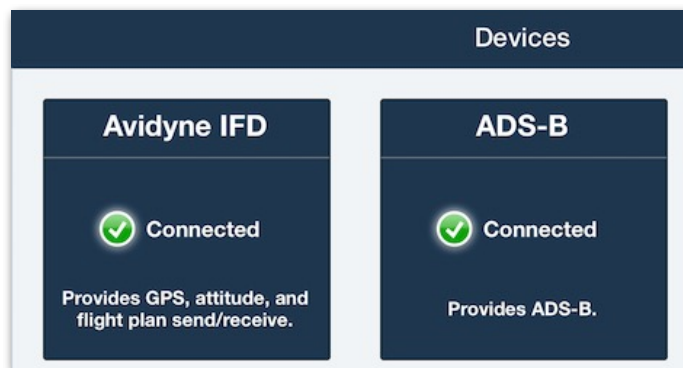 Devices
Avidyne IFD
Connected
Provides GPS, attitude, and
flight plan send/receive.
ADS-B
Connected
Provides ADS-B.